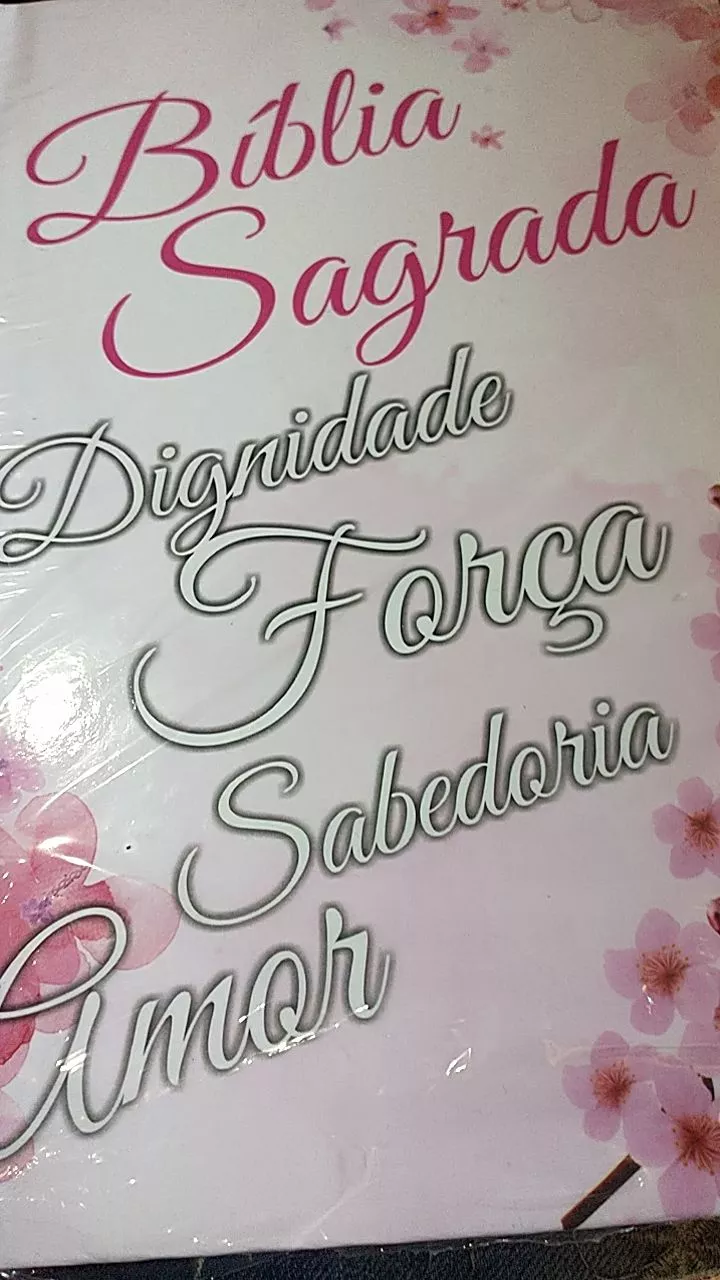 Bíblia
Sagrada
Dignidade
Força
Sabedoria
Amor